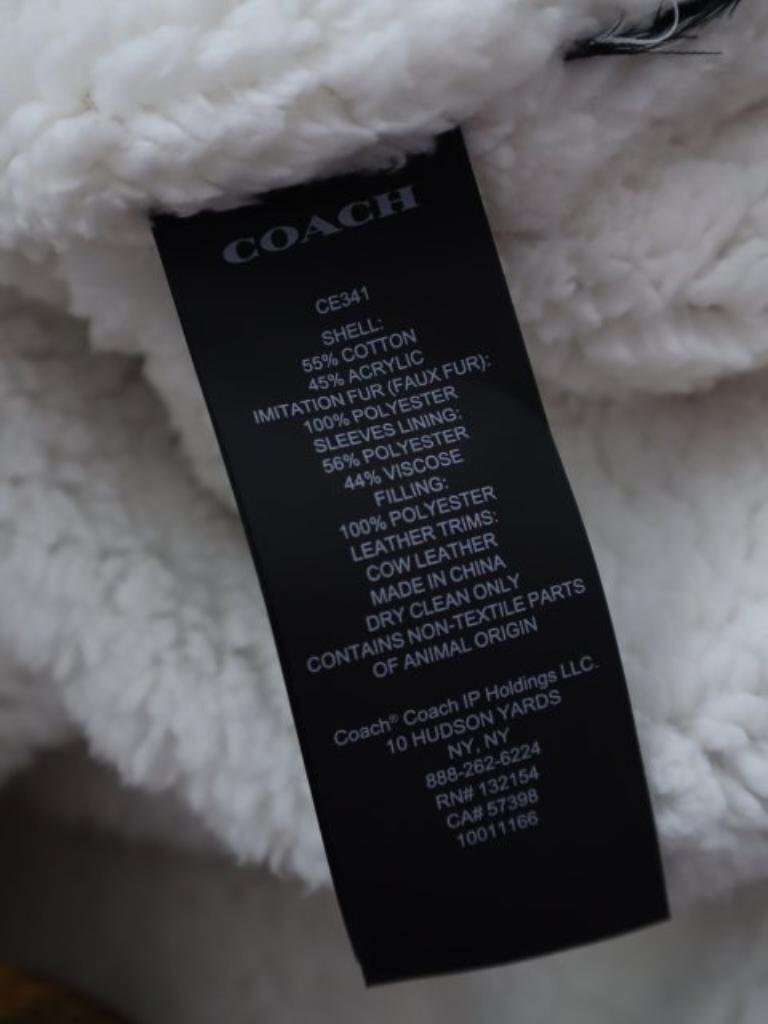 COACH
CE341
SHELL:
55% COTTON
45% ACRYLIC
IMITATION FUR (FAUX FUR):
100% POLYESTER
SLEEVES LINING:
56% POLYESTER
44% VISCOSE
FILLING:
100% POLYESTER
LEATHER TRIMS:
COW LEATHER
MADE IN CHINA
DRY CLEAN ONLY
CONTAINS NON-TEXTILE PARTS
OF ANIMAL ORIGIN
Coach® Coach IP Holdings LLC.
10 HUDSON YARDS
NY, NY
888-262-6224
RN# 132154
CA# 57398
10011166